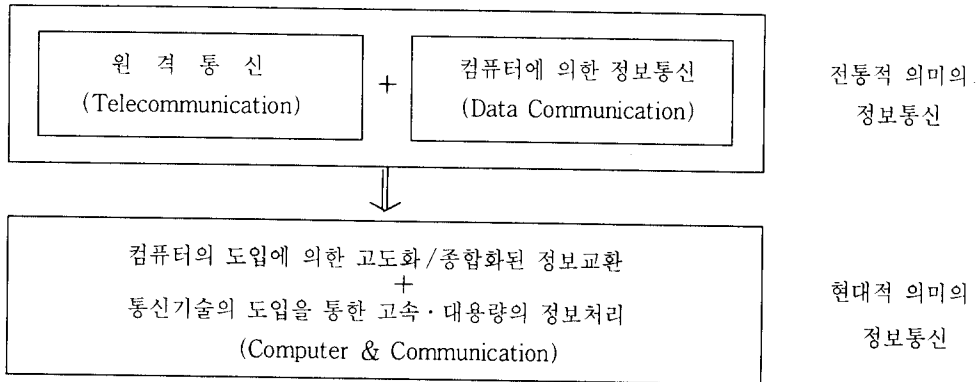 원 격 통 신
(Telecommunication)
+
컴퓨터에 의한 정보통신
(Data Communication)
전통적 의미의
정보통신
컴퓨터의 도입에 의한 고도화/종합화된 정보교환
+
통신기술의 도입을 통한 고속·대용량의 정보처리
(Computer & Communication)
현대적 의미의
정보통신